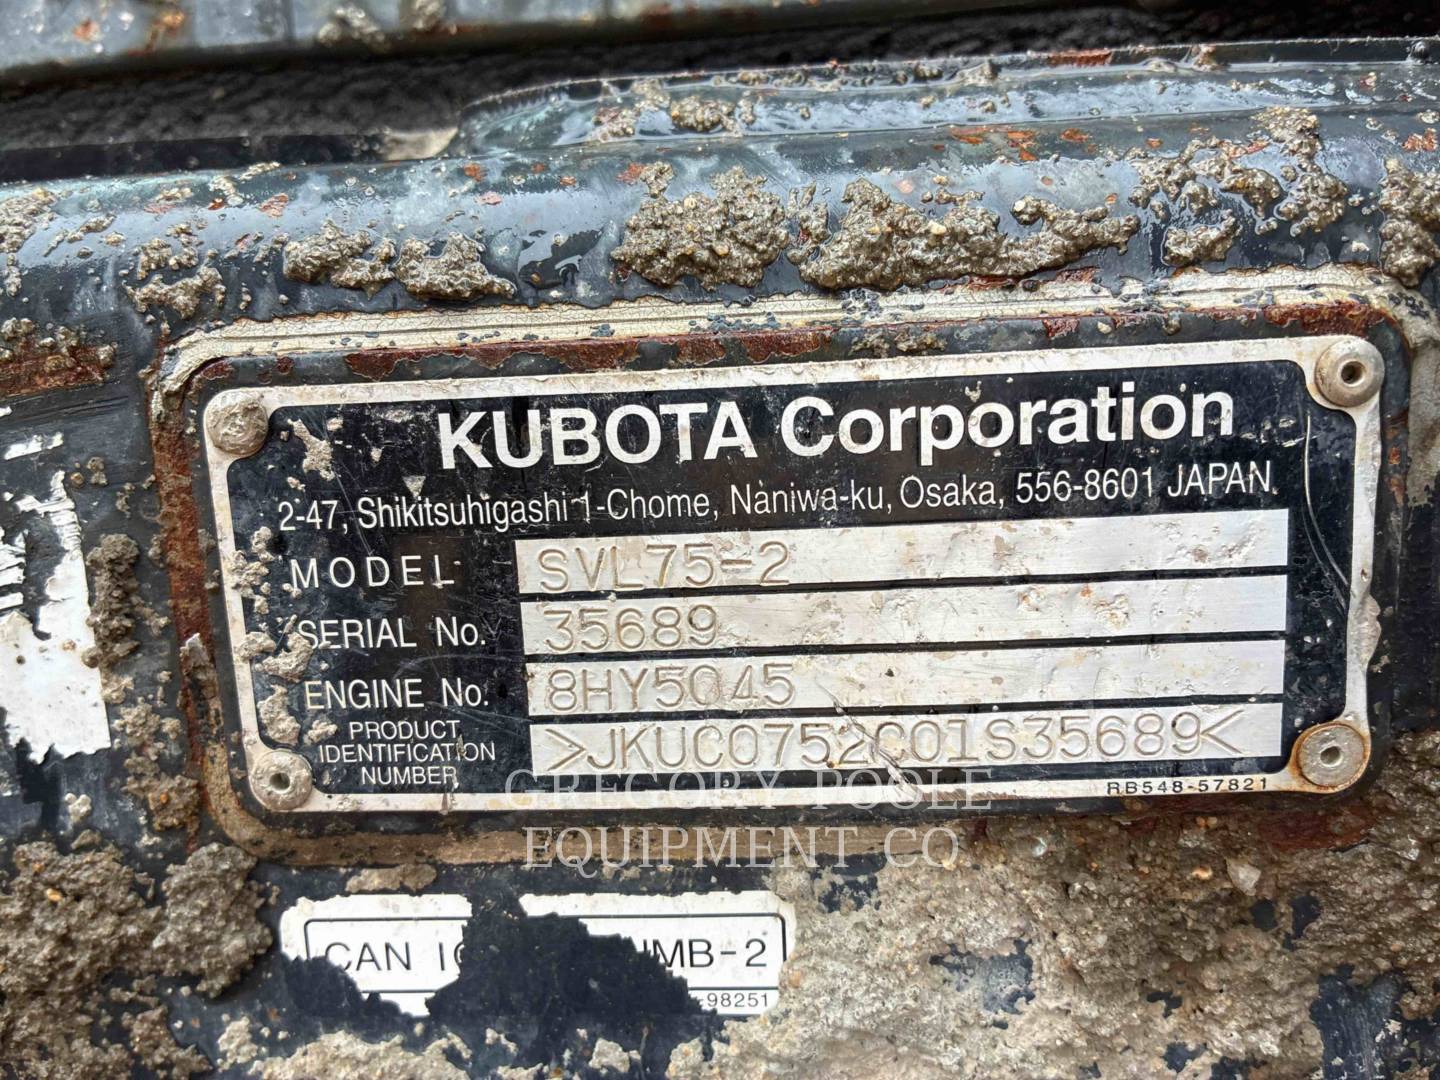 KUBOTA Corporation
2-47, Shikitsuhigashi 1-Chome, Naniwa-ku, Osaka, 556-8601 JAPAN
MODEL SVL75-2
SERIAL No. 35689
ENGINE No. 8HY5045
PRODUCT IDENTIFICATION NUMBER >JKUC0752C01S35689<
RB548-57821
GREGORY POOLE
EQUIPMENT CO
CAN
MB-2
-98251